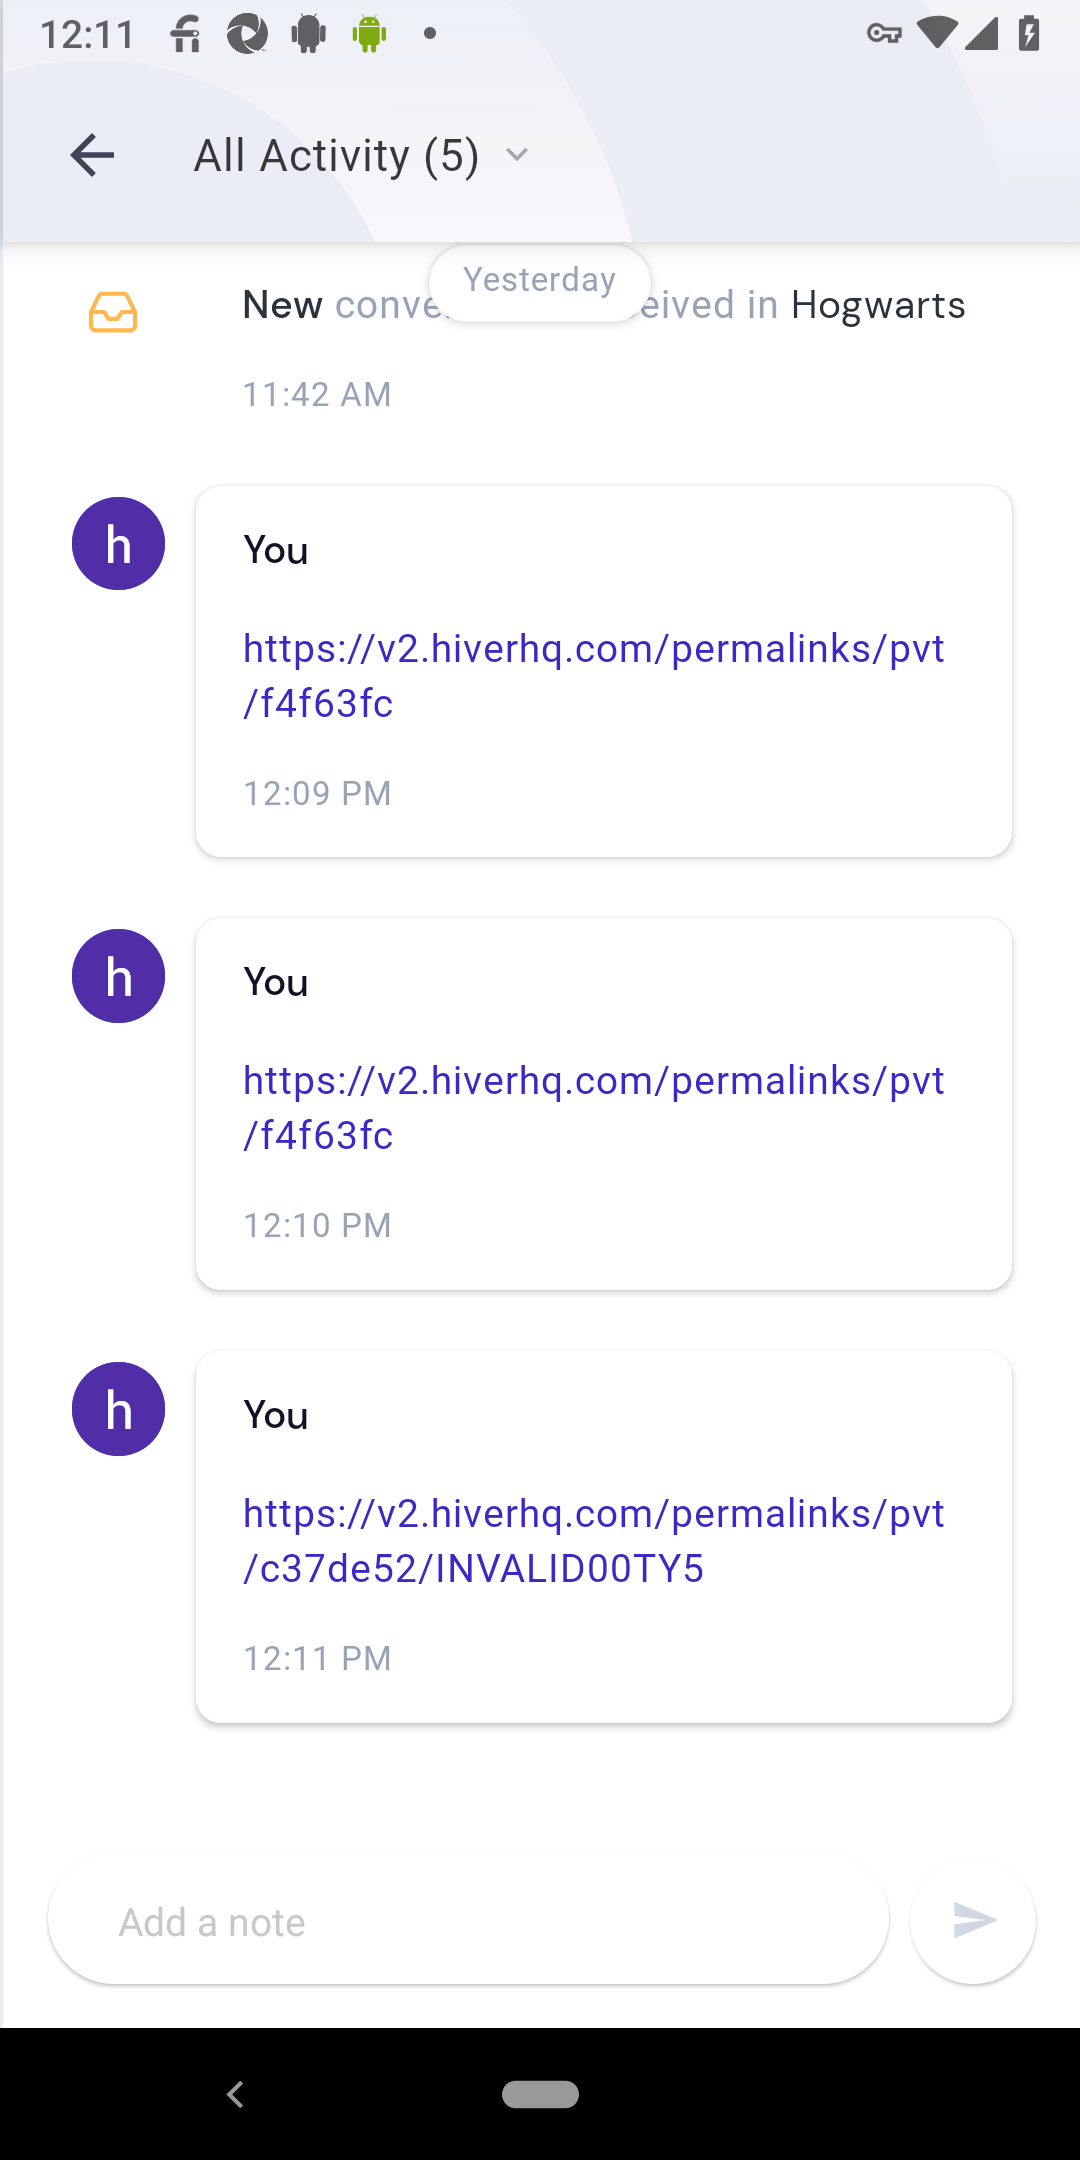 12:11
All Activity (5)
Yesterday
New conve eived in Hogwarts
11:42 AM
h
You
https://v2.hiverhq.com/permalinks/pvt
/f4f63fc
12:09 PM
h
You
https://v2.hiverhq.com/permalinks/pvt
/f4f63fc
12:10 PM
h
You
https://v2.hiverhq.com/permalinks/pvt
/c37de52/INVALID00TY5
12:11 PM
Add a note